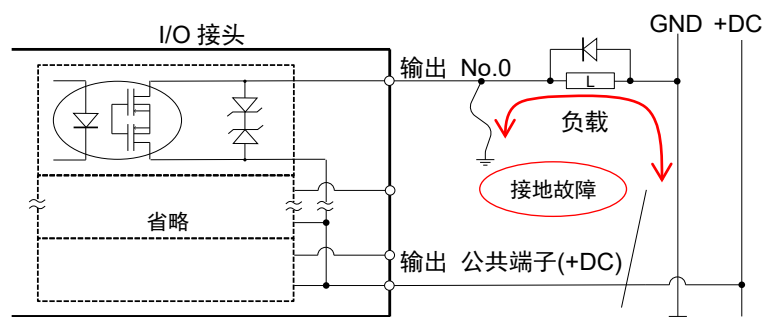 GND +DC
I/O 接头
输出 No.0
L
负载
接地故障
省略
输出 公共端子(+DC)